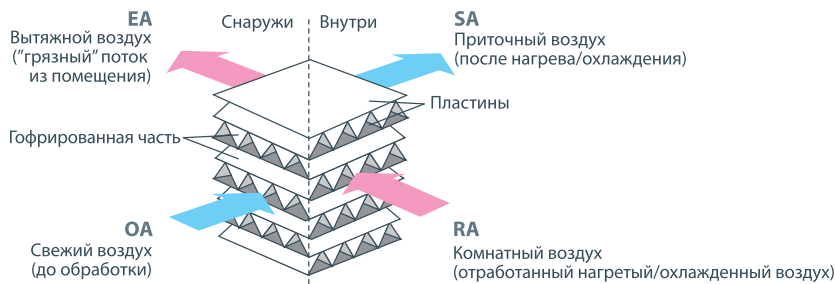 EA
Вытяжной воздух
("грязный" поток
из помещения)
Снаружи
Внутри
SA
Приточный воздух
(после нагрева/охлаждения)
Пластины
Гофрированная часть
OA
Свежий воздух
(до обработки)
RA
Комнатный воздух
(отработанный нагретый/охлажденный воздух)